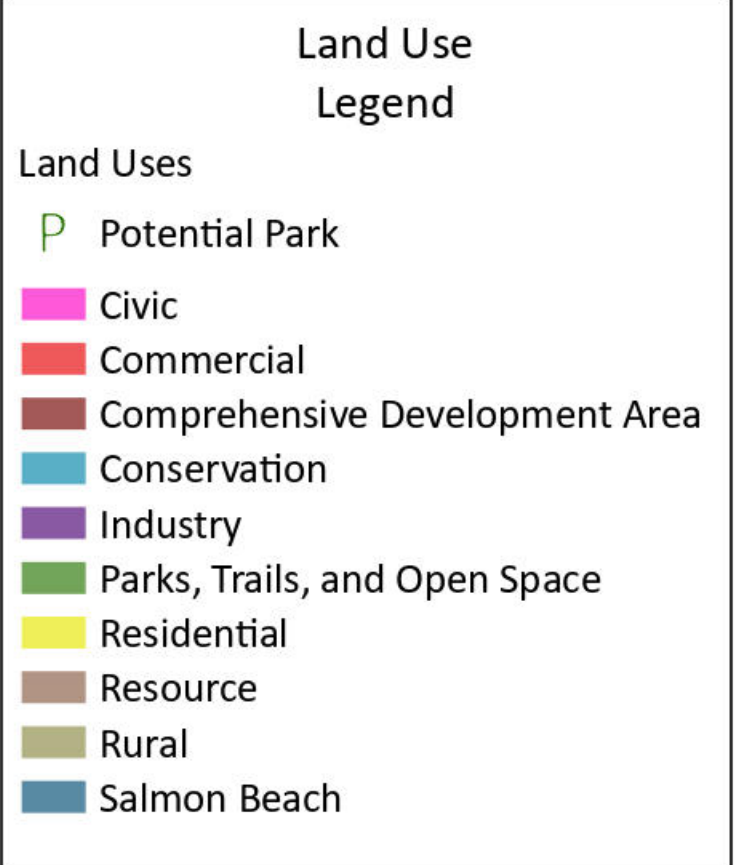 Land Use
Legend
Land Uses
P Potential Park
Civic
Commercial
Comprehensive Development Area
Conservation
Industry
Parks, Trails, and Open Space
Residential
Resource
Rural
Salmon Beach